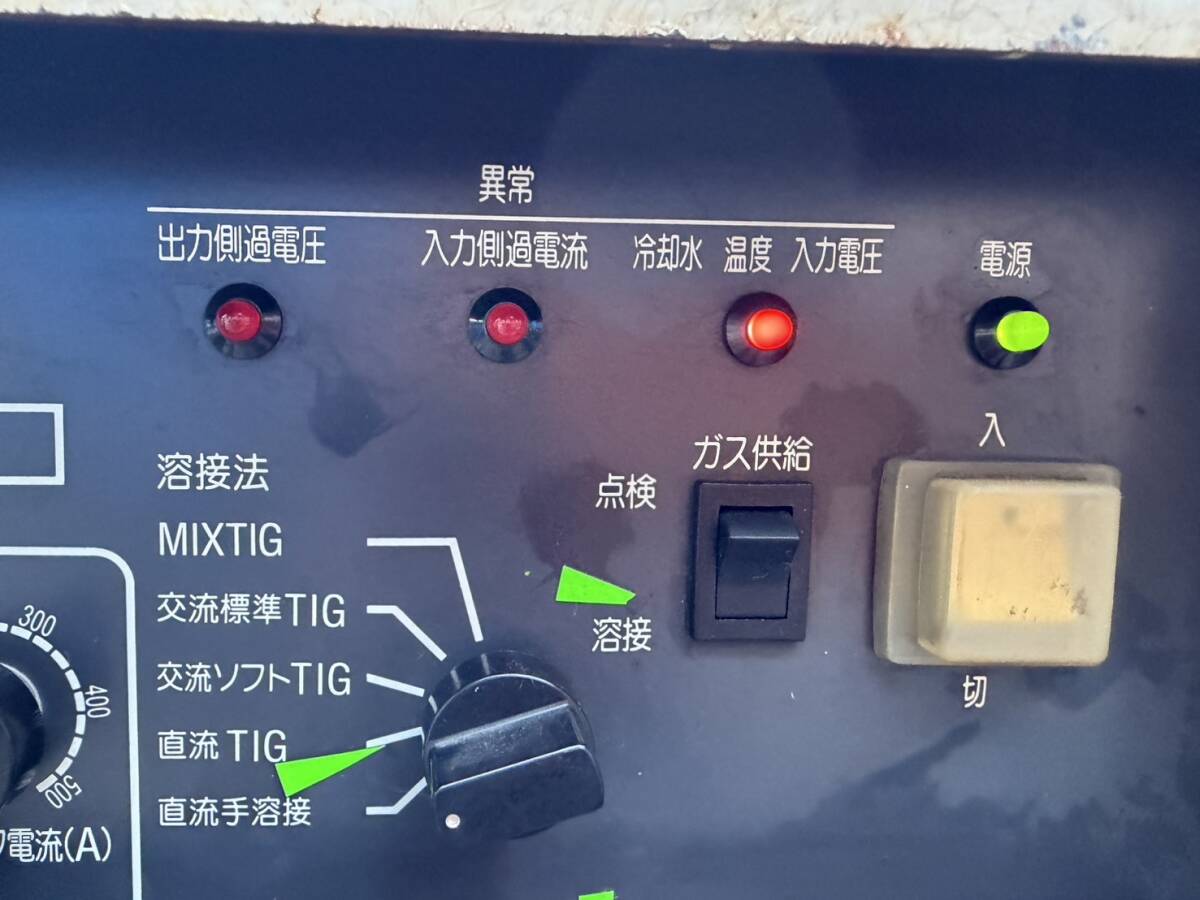 異常
出力側過電圧 入力側過電流 冷却水 温度 入力電圧 電源
入
ガス供給
点検
溶接
切
溶接法
MIXTIG
交流標準TIG
交流ソフトTIG
直流 TIG
直流手溶接
300
400
500
電流(A)